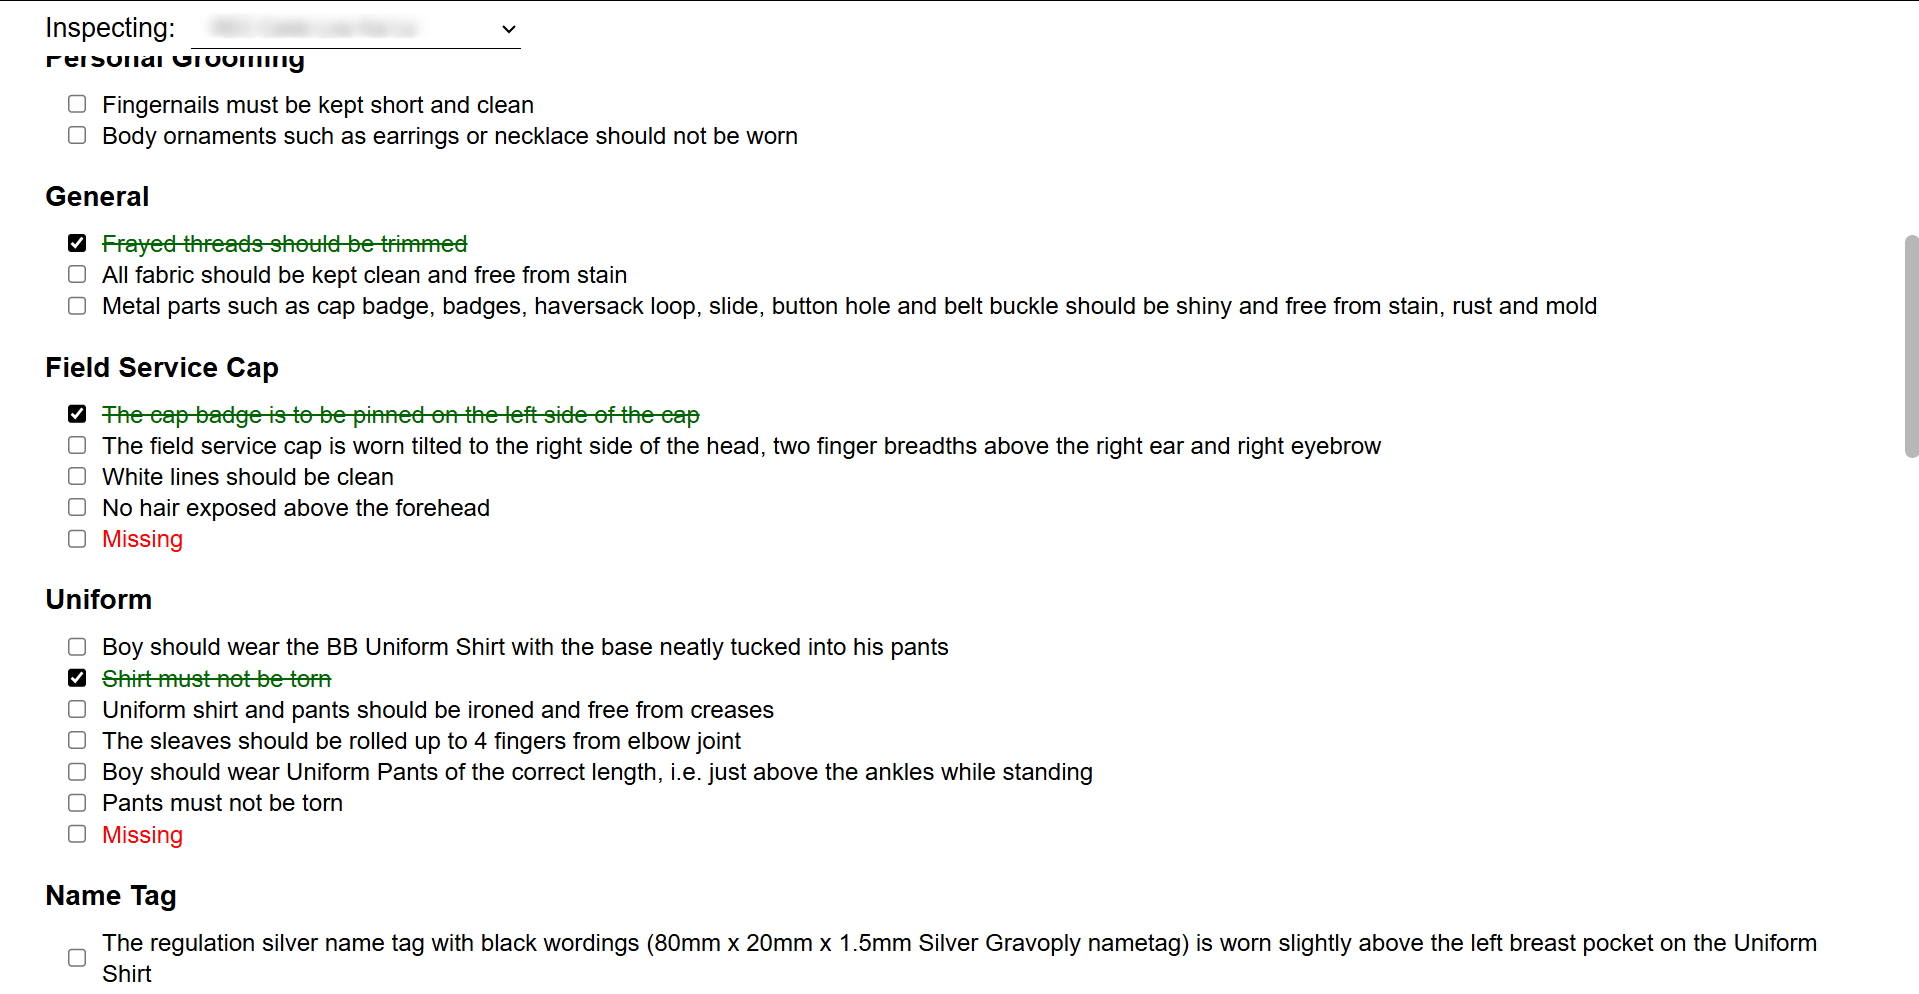 Inspecting:
Personal Grooming
Fingernails must be kept short and clean
Body ornaments such as earrings or necklace should not be worn
General
Frayed threads should be trimmed
All fabric should be kept clean and free from stain
Metal parts such as cap badge, badges, haversack loop, slide, button hole and belt buckle should be shiny and free from stain, rust and mold
Field Service Cap
The cap badge is to be pinned on the left side of the cap
The field service cap is worn tilted to the right side of the head, two finger breadths above the right ear and right eyebrow
White lines should be clean
No hair exposed above the forehead
Missing
Uniform
Boy should wear the BB Uniform Shirt with the base neatly tucked into his pants
Shirt must not be torn
Uniform shirt and pants should be ironed and free from creases
The sleaves should be rolled up to 4 fingers from elbow joint
Boy should wear Uniform Pants of the correct length, i.e. just above the ankles while standing
Pants must not be torn
Missing
Name Tag
The regulation silver name tag with black wordings (80mm x 20mm x 1.5mm Silver Gravoply nametag) is worn slightly above the left breast pocket on the Uniform
Shirt